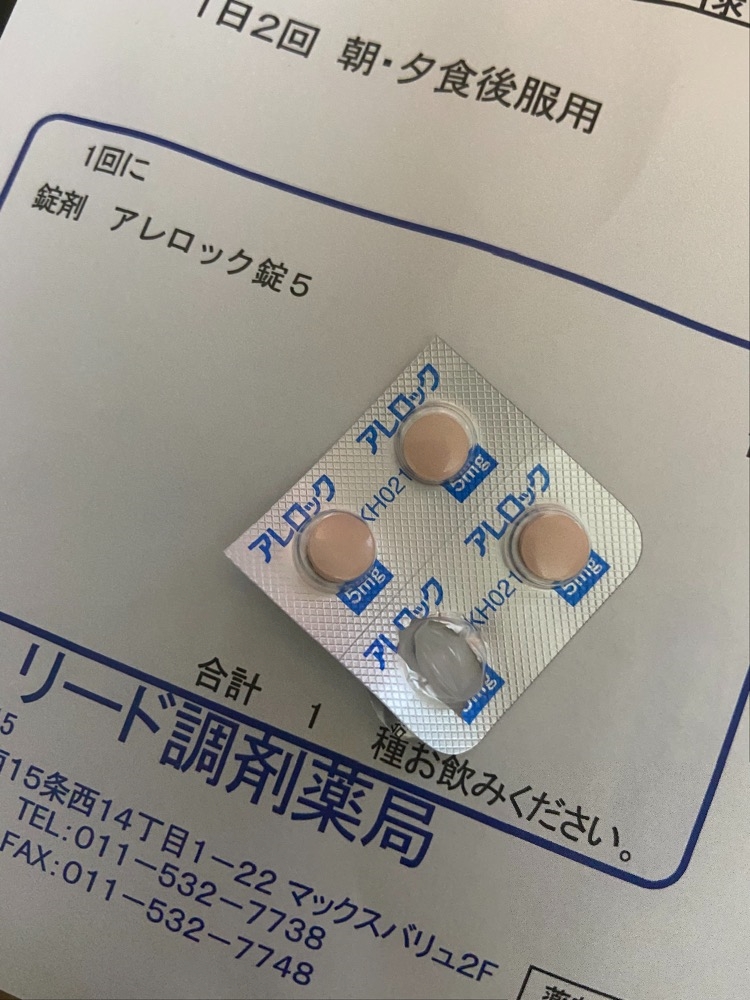 1日2回 朝・夕食後服用
1回に
錠剤 アレロック錠5
アレロック
5mg
KH021
アレロック
5mg
アレロック
5mg
KH021
アレロック
5mg
合計 1 種お飲みください。
リード調剤薬局
15条西14丁目1-22 マックスバリュ2F
TEL:011-532-7738
FAX:011-532-7748